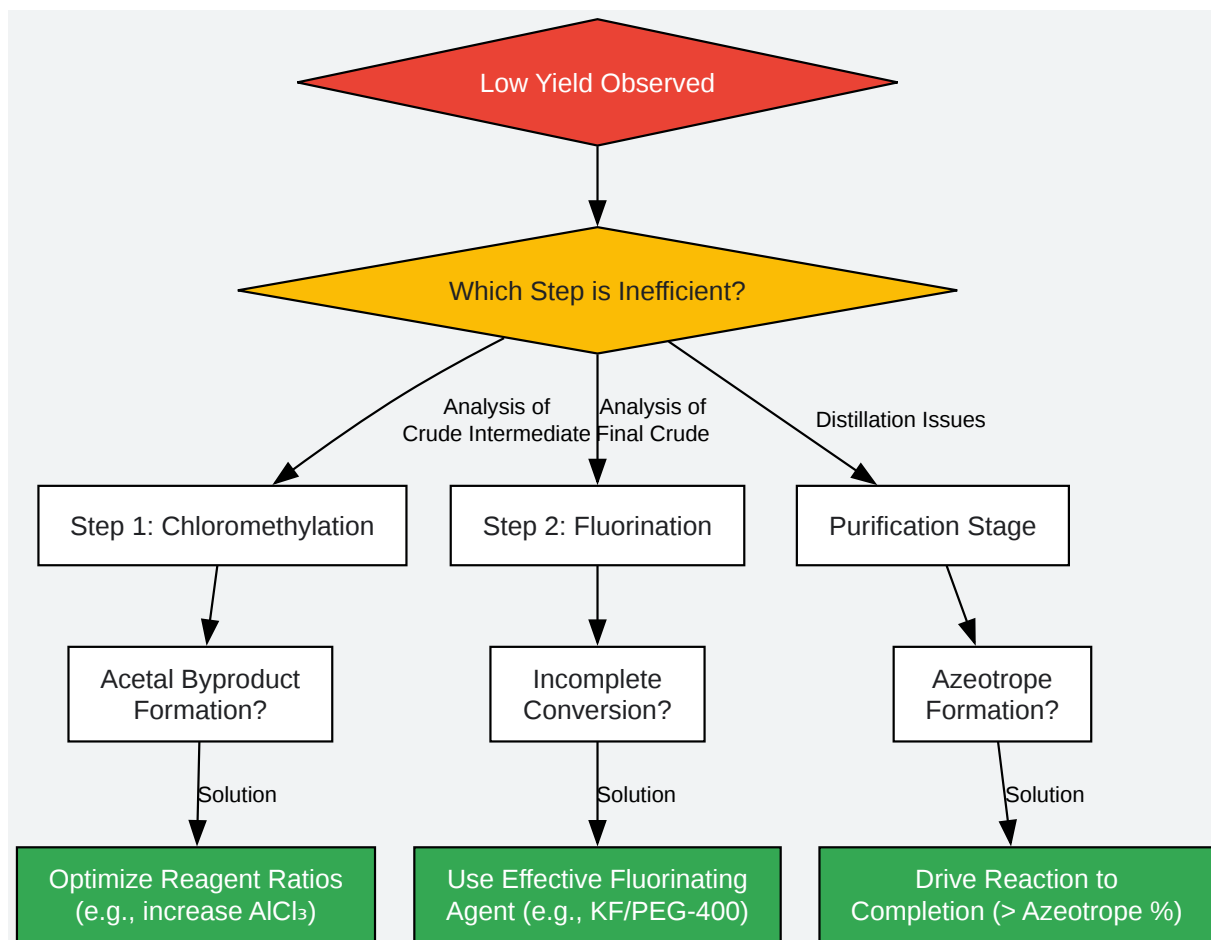 Low Yield Observed
Which Step is Inefficient?
Analysis of
Crude Intermediate
Analysis of
Final Crude
Distillation Issues
Step 1: Chloromethylation
Step 2: Fluorination
Purification Stage
Acetal Byproduct
Formation?
Incomplete
Conversion?
Azeotrope
Formation?
Solution
Solution
Solution
Optimize Reagent Ratios
(e.g., increase AlCl₃)
Use Effective Fluorinating
Agent (e.g., KF/PEG-400)
Drive Reaction to
Completion (> Azeotrope %)